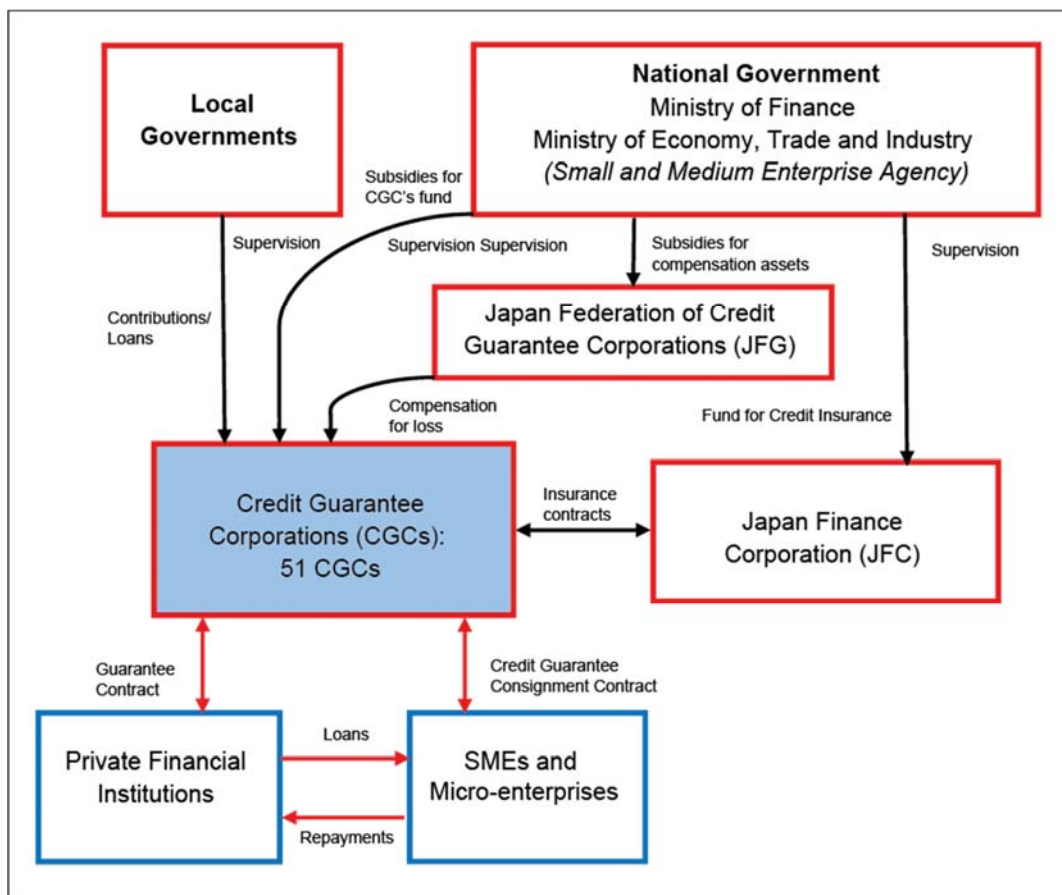 Local
Governments
National Government
Ministry of Finance
Ministry of Economy, Trade and Industry
(Small and Medium Enterprise Agency)
Subsidies for
CGC's fund
Supervision
Supervision Supervision
Subsidies for
compensation assets
Supervision
Contributions/
Loans
Japan Federation of Credit
Guarantee Corporations (JFG)
Compensation
for loss
Fund for Credit Insurance
Credit Guarantee
Corporations (CGCs):
51 CGCs
Insurance
contracts
Japan Finance
Corporation (JFC)
Guarantee
Contract
Credit Guarantee
Consignment Contract
Private Financial
Institutions
Loans
SMEs and
Micro-enterprises
Repayments